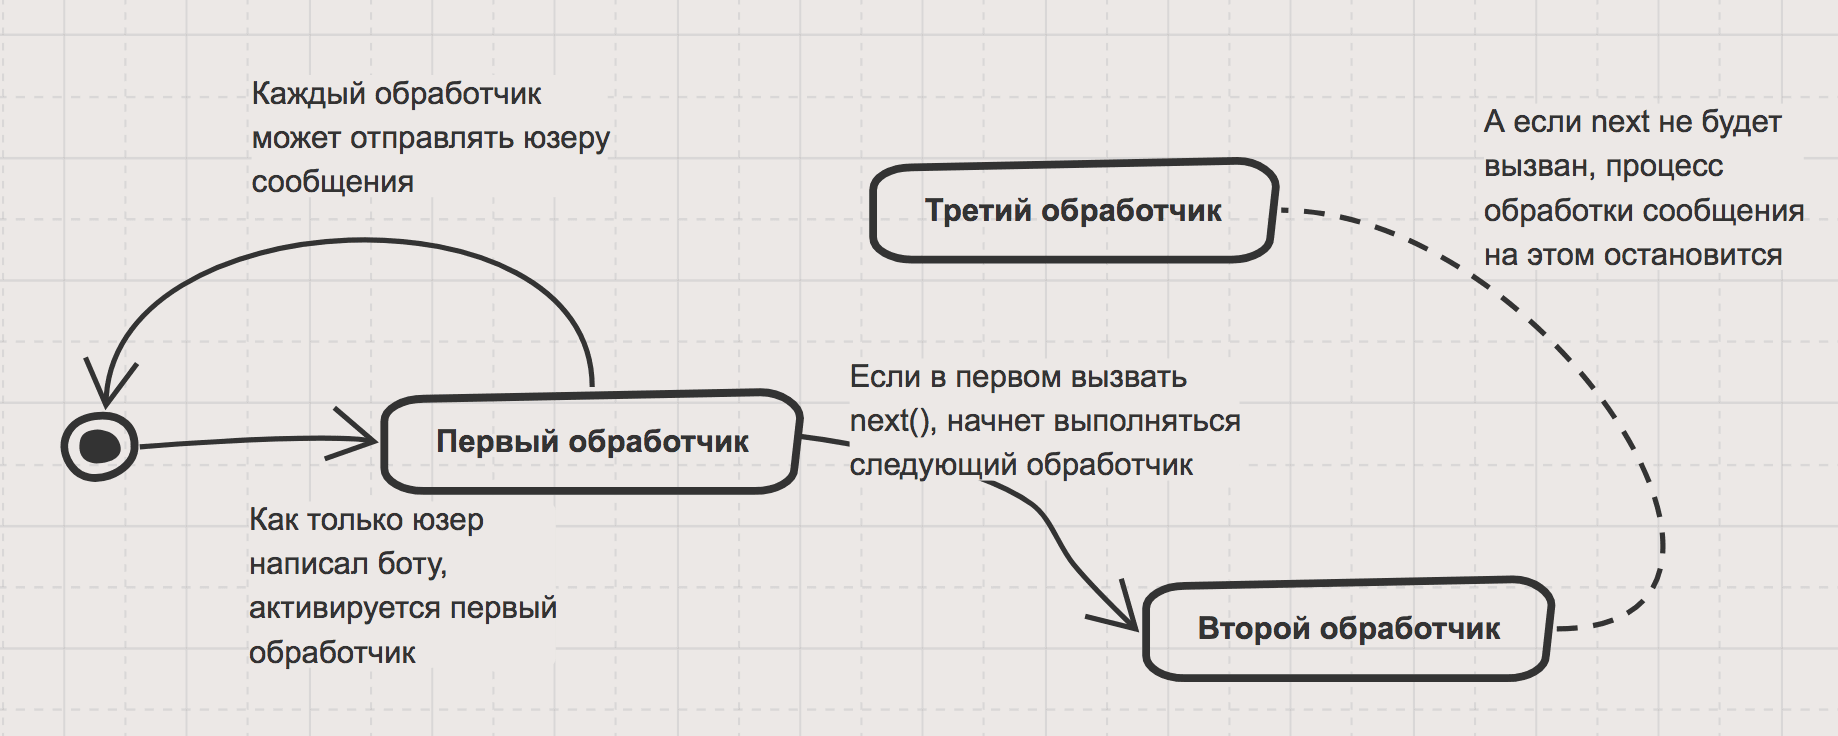 Каждый обработчик
может отправлять юзеру
сообщения
Третий обработчик
А если next не будет
вызван, процесс
обработки сообщения
на этом остановится
Первый обработчик
Если в первом вызвать
next(), начнет выполняться
следующий обработчик
Как только юзер
написал боту,
активируется первый
обработчик
Второй обработчик